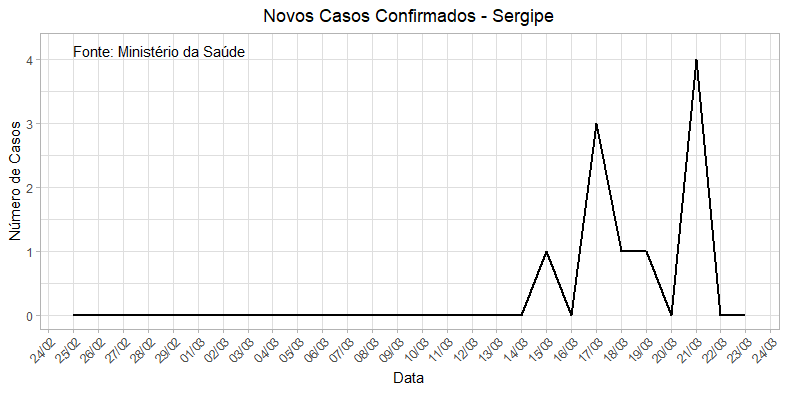 Novos Casos Confirmados - Sergipe
Fonte: Ministério da Saúde
Número de Casos
4
3
2
1
0
24/02 25/02 26/02 27/02 28/02 29/02 01/03 02/03 03/03 04/03 05/03 06/03 07/03 08/03 09/03 10/03 11/03 12/03 13/03 14/03 15/03 16/03 17/03 18/03 19/03 20/03 21/03 22/03 23/03 24/03
Data